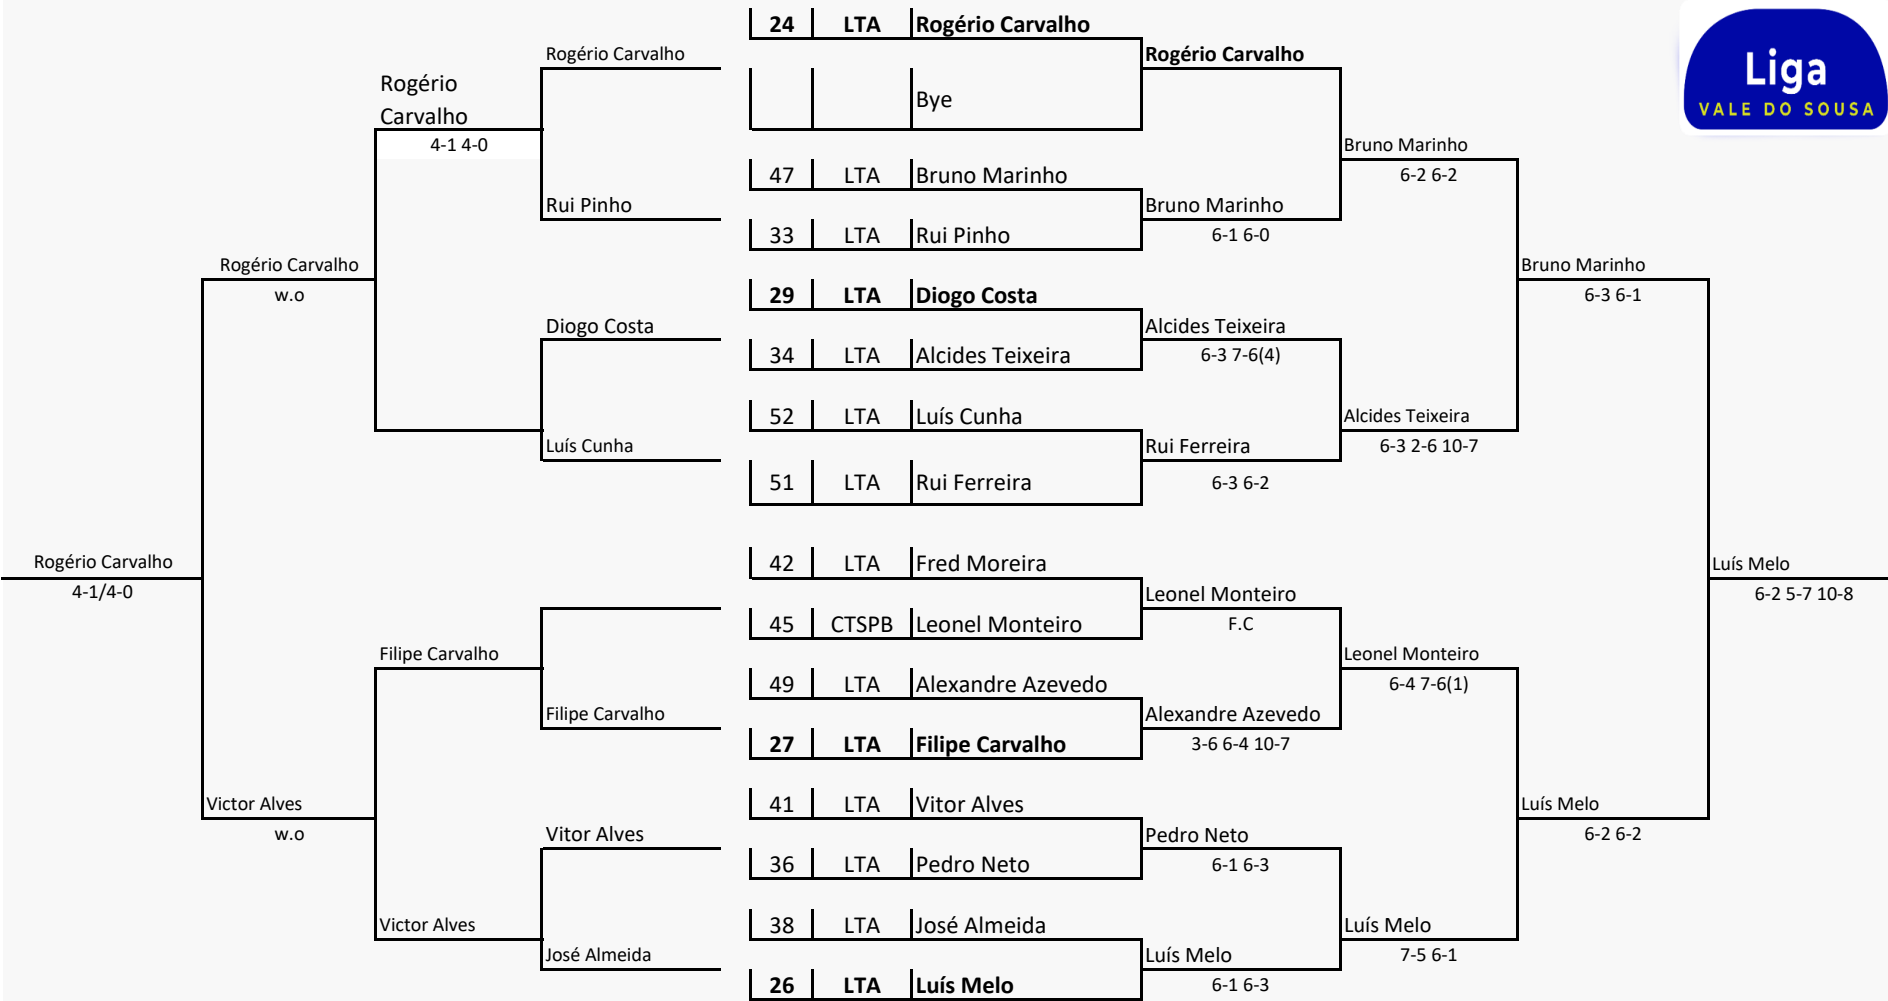 24 LTA Rogério Carvalho
Rogério Carvalho Rogério Carvalho
Liga
Rogério
Carvalho
Bye
VALE DO SOUSA
4-1 4-0 Bruno Marinho
47 LTA Bruno Marinho 6-2 6-2
Rui Pinho Bruno Marinho
33 LTA Rui Pinho 6-1 6-0
Rogério Carvalho Bruno Marinho
w.o 29 LTA Diogo Costa 6-3 6-1
Diogo Costa Alcides Teixeira
34 LTA Alcides Teixeira 6-3 7-6(4)
52 LTA Luís Cunha Alcides Teixeira
Luís Cunha Rui Ferreira 6-3 2-6 10-7
51 LTA Rui Ferreira 6-3 6-2
Rogério Carvalho 42 LTA Fred Moreira Luís Melo
4-1/4-0 Leonel Monteiro 6-2 5-7 10-8
45 CTSPB Leonel Monteiro F.C
Filipe Carvalho Leonel Monteiro
49 LTA Alexandre Azevedo 6-4 7-6(1)
Filipe Carvalho Alexandre Azevedo
27 LTA Filipe Carvalho 3-6 6-4 10-7
Victor Alves 41 LTA Vitor Alves Luís Melo
w.o Vitor Alves Pedro Neto 6-2 6-2
36 LTA Pedro Neto 6-1 6-3
Victor Alves 38 LTA José Almeida Luís Melo
José Almeida Luís Melo 7-5 6-1
26 LTA Luís Melo 6-1 6-3